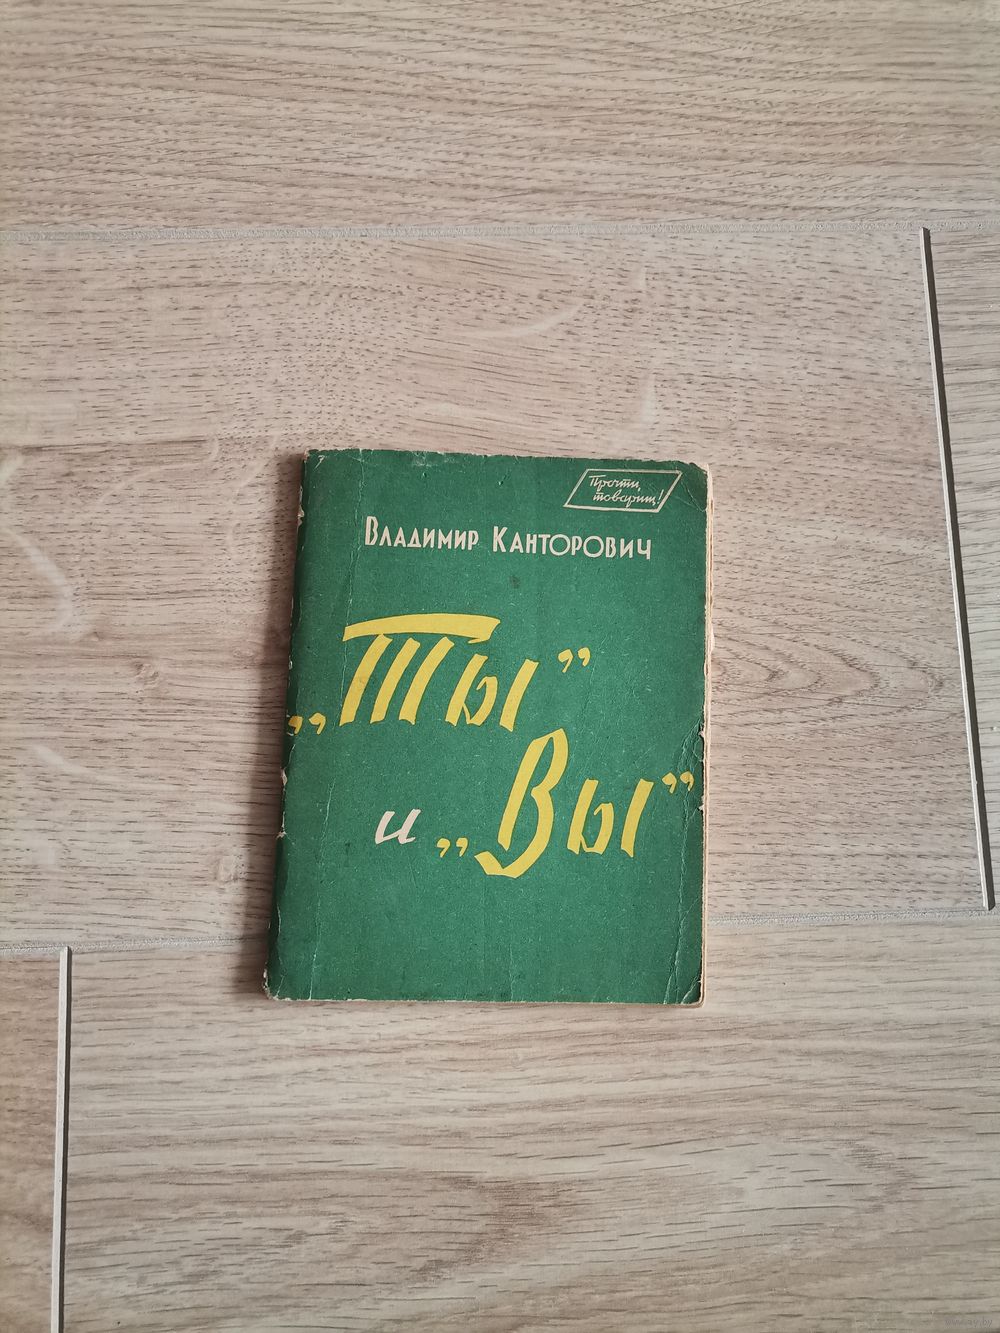 Прочти,
товарищ!
Владимир Канторович
„Ты”
и „Вы”